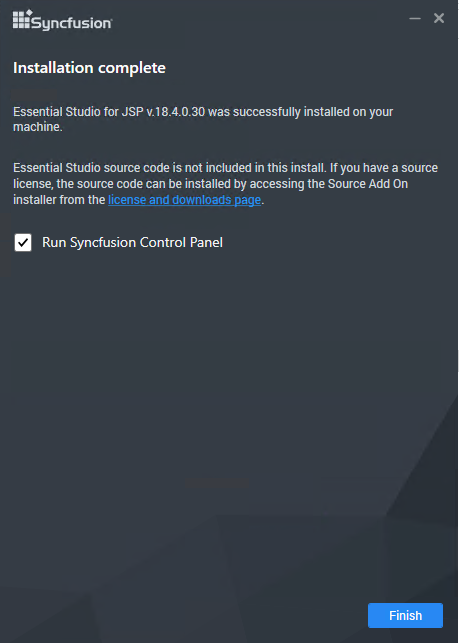 Syncfusion
Installation complete
Essential Studio for JSP v.18.4.0.30 was successfully installed on your
machine.
Essential Studio source code is not included in this install. If you have a source
license, the source code can be installed by accessing the Source Add On
installer from the license and downloads page.
Run Syncfusion Control Panel
Finish